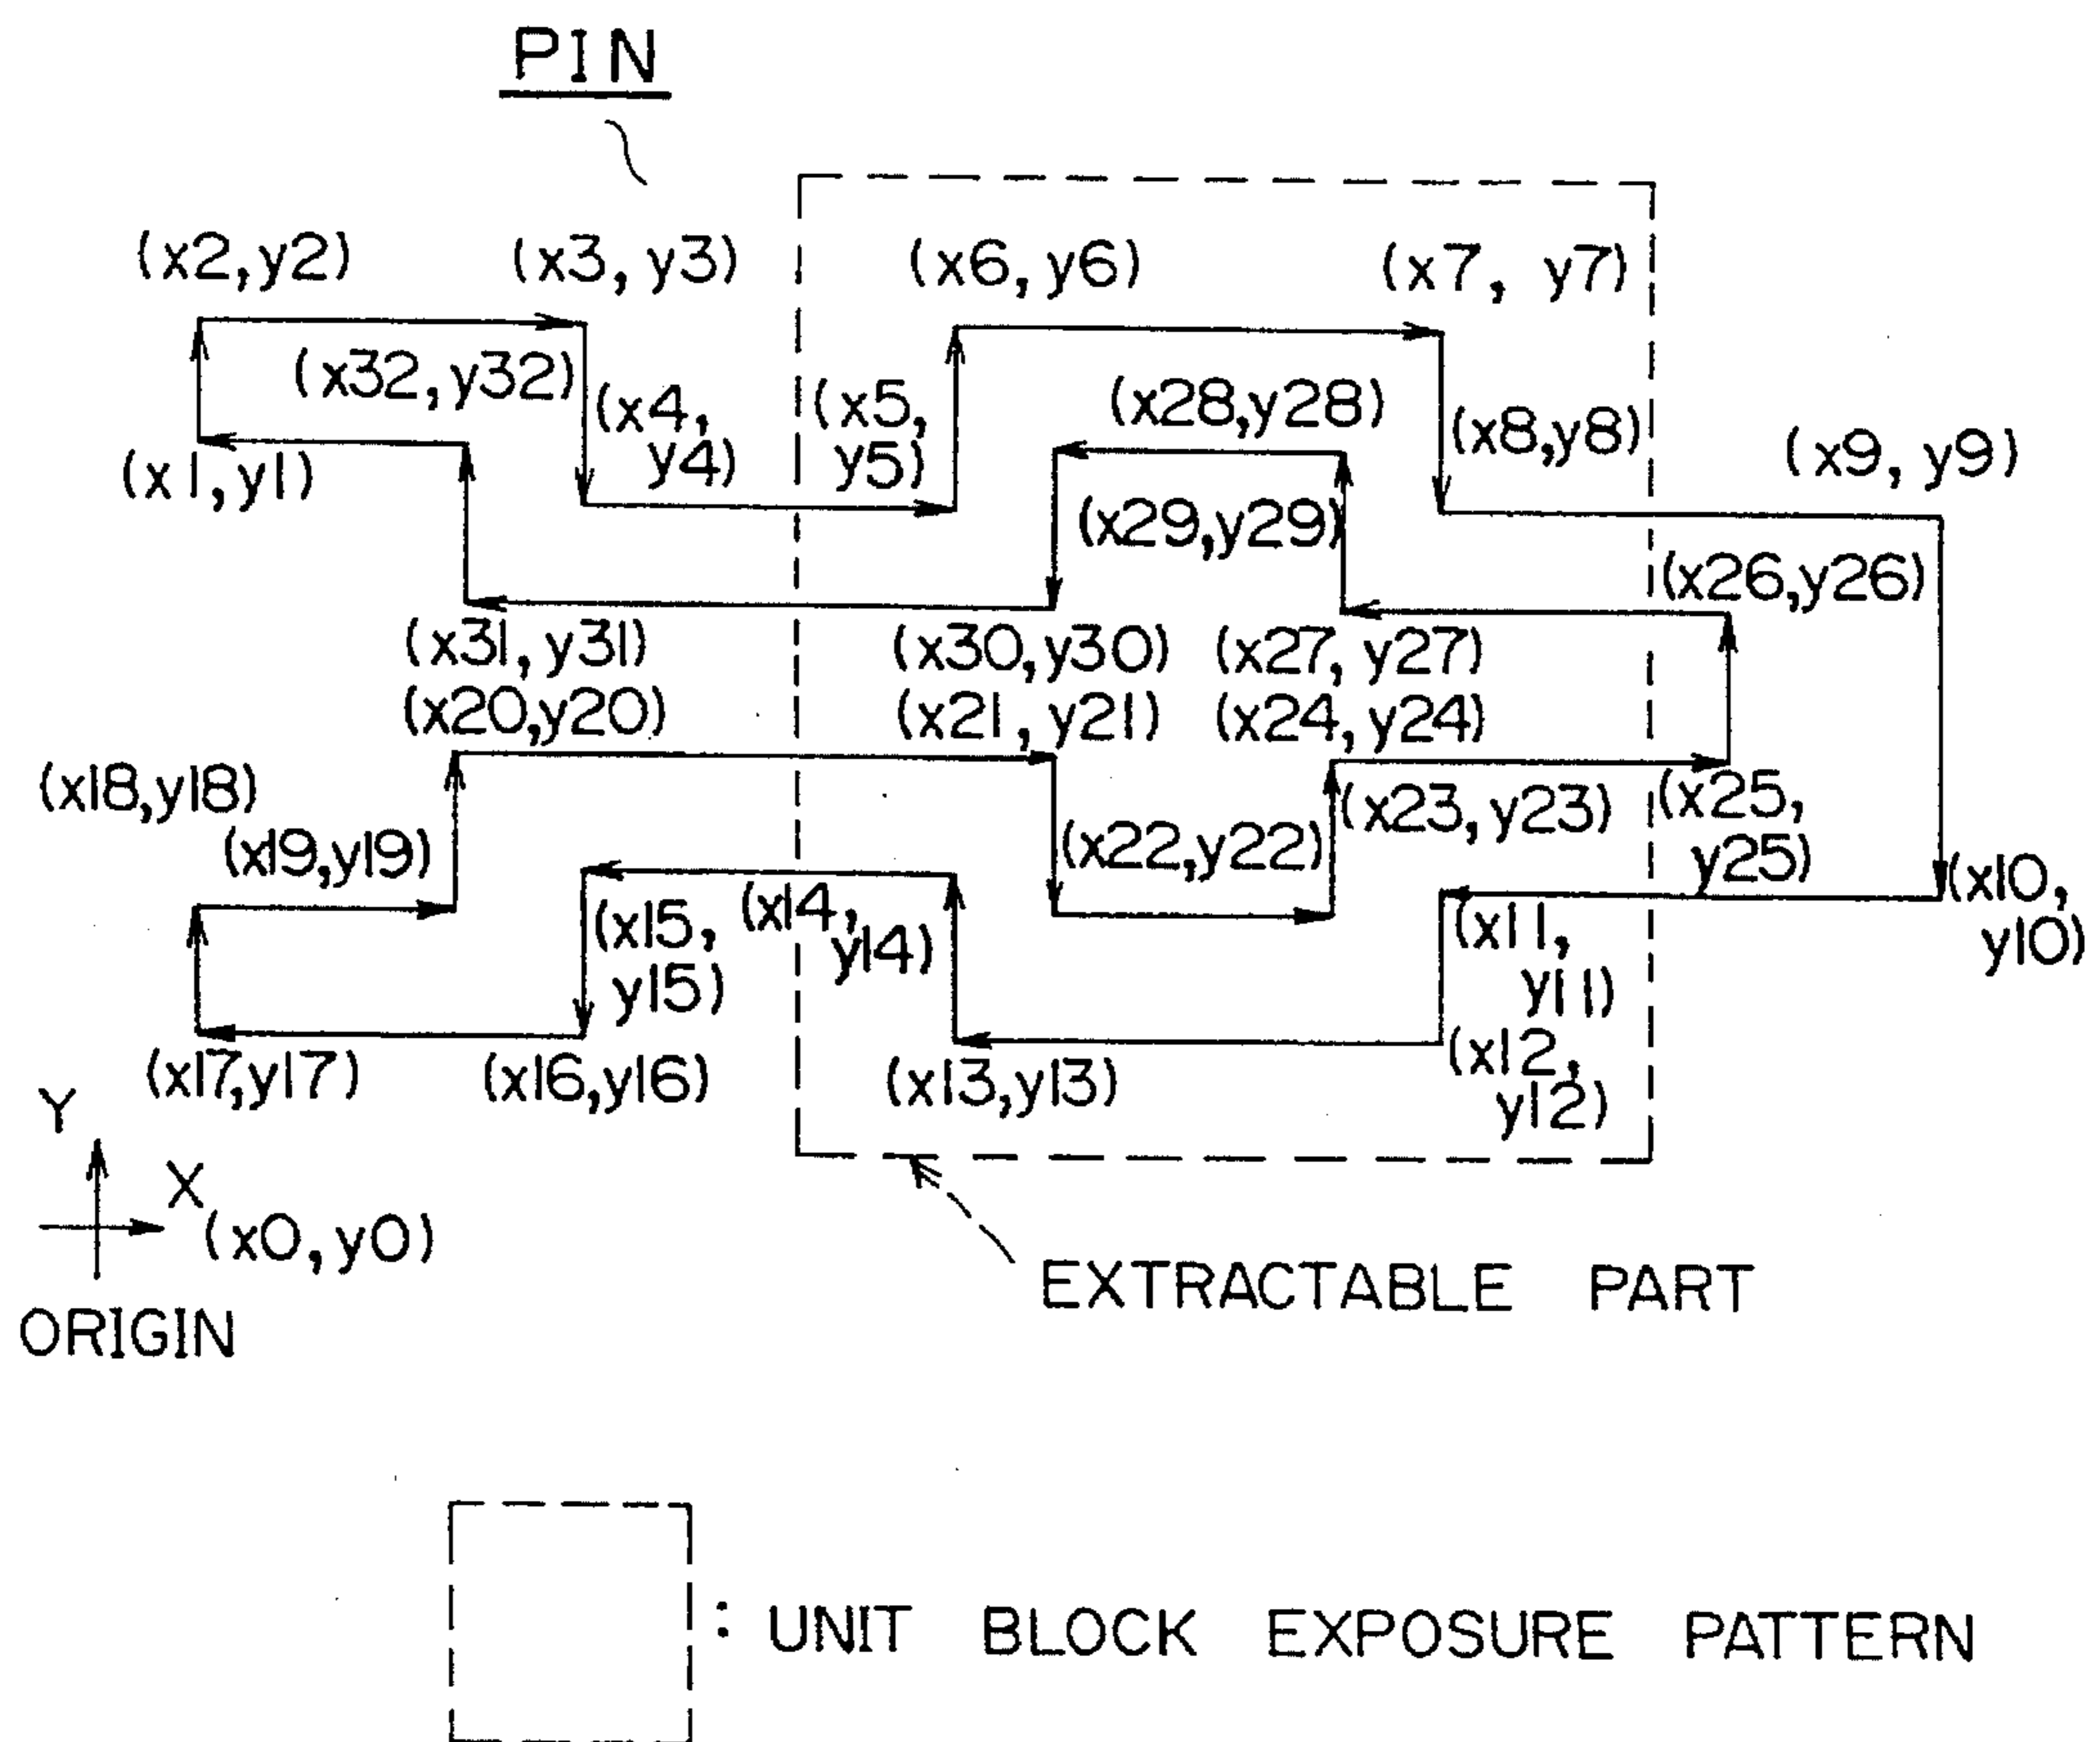 PIN
(x2,y2)
(x3, y3)
(x6, y6)
(x7, y7)
(x32,y32)
(x4,
y4)
(x5,
y5)
(x28,y28)
(x8,y8)
(x9, y9)
(x1,y1)
(x29,y29)
(x26,y26)
(x31, y31)
(x30,y30)
(x27, y27)
(x20,y20)
(x21, y21)
(x24, y24)
(x18,y18)
(x19,y19)
(x22,y22)
(x23, y23)
(x25,
y25)
(x10,
y10)
(x15,
y15)
(x14,
y14)
(x11,
y11)
(x17,y17)
(x16,y16)
(x13,y13)
(x12,
y12)
Y
X
(x0, y0)
ORIGIN
EXTRACTABLE PART
: UNIT BLOCK EXPOSURE PATTERN